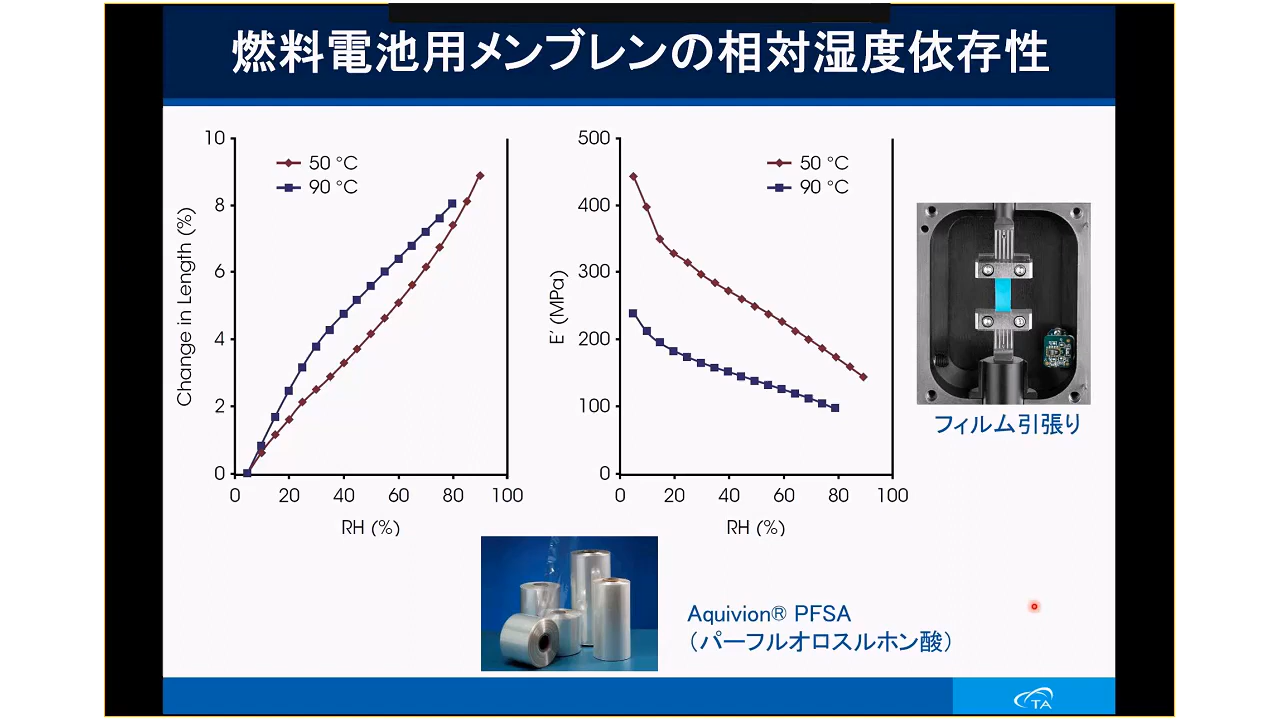 燃料電池用メンブレンの相対湿度依存性
10
8
6
4
2
0
Change in Length (%)
50 °C
90 °C
0 20 40 60 80 100
RH (%)
500
400
300
200
100
0
E′ (MPa)
50 °C
90 °C
0 20 40 60 80 100
RH (%)
フィルム引張り
Aquivion® PFSA
（パーフルオロスルホン酸）
TA